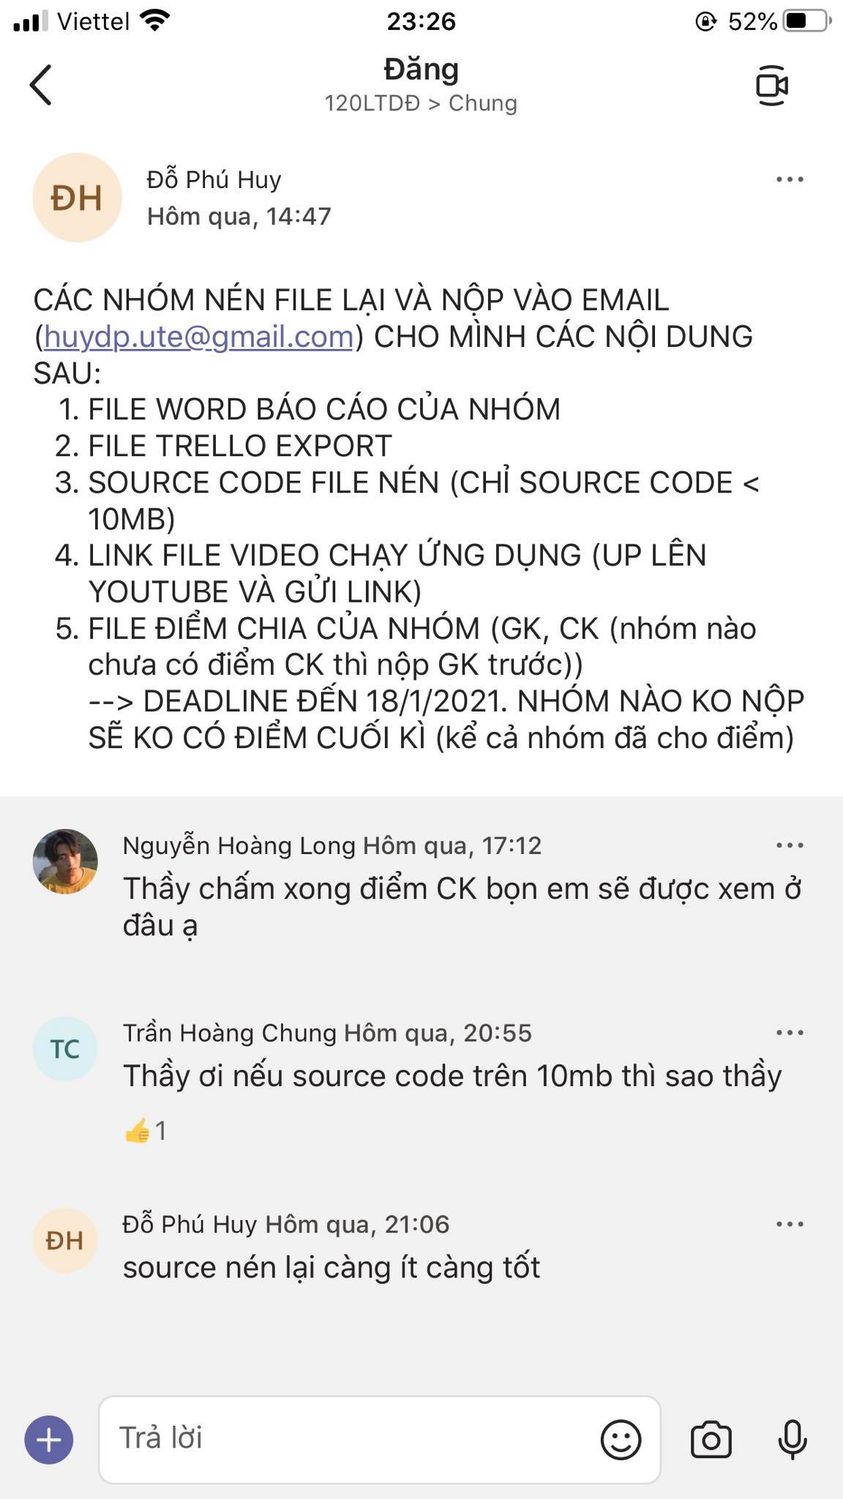 Viettel 23:26 52%
Đăng
120LTDĐ > Chung
ĐH
Đỗ Phú Huy
Hôm qua, 14:47
CÁC NHÓM NÉN FILE LẠI VÀ NỘP VÀO EMAIL
(huydp.ute@gmail.com) CHO MÌNH CÁC NỘI DUNG
SAU:
1. FILE WORD BÁO CÁO CỦA NHÓM
2. FILE TRELLO EXPORT
3. SOURCE CODE FILE NÉN (CHỈ SOURCE CODE <
10MB)
4. LINK FILE VIDEO CHẠY ỨNG DỤNG (UP LÊN
YOUTUBE VÀ GỬI LINK)
5. FILE ĐIỂM CHIA CỦA NHÓM (GK, CK (nhóm nào
chưa có điểm CK thì nộp GK trước))
--> DEADLINE ĐẾN 18/1/2021. NHÓM NÀO KO NỘP
SẼ KO CÓ ĐIỂM CUỐI KÌ (kể cả nhóm đã cho điểm)
Nguyễn Hoàng Long Hôm qua, 17:12
Thầy chấm xong điểm CK bọn em sẽ được xem ở
đâu ạ
TC
Trần Hoàng Chung Hôm qua, 20:55
Thầy ơi nếu source code trên 10mb thì sao thầy
👍1
ĐH
Đỗ Phú Huy Hôm qua, 21:06
source nén lại càng ít càng tốt
Trả lời